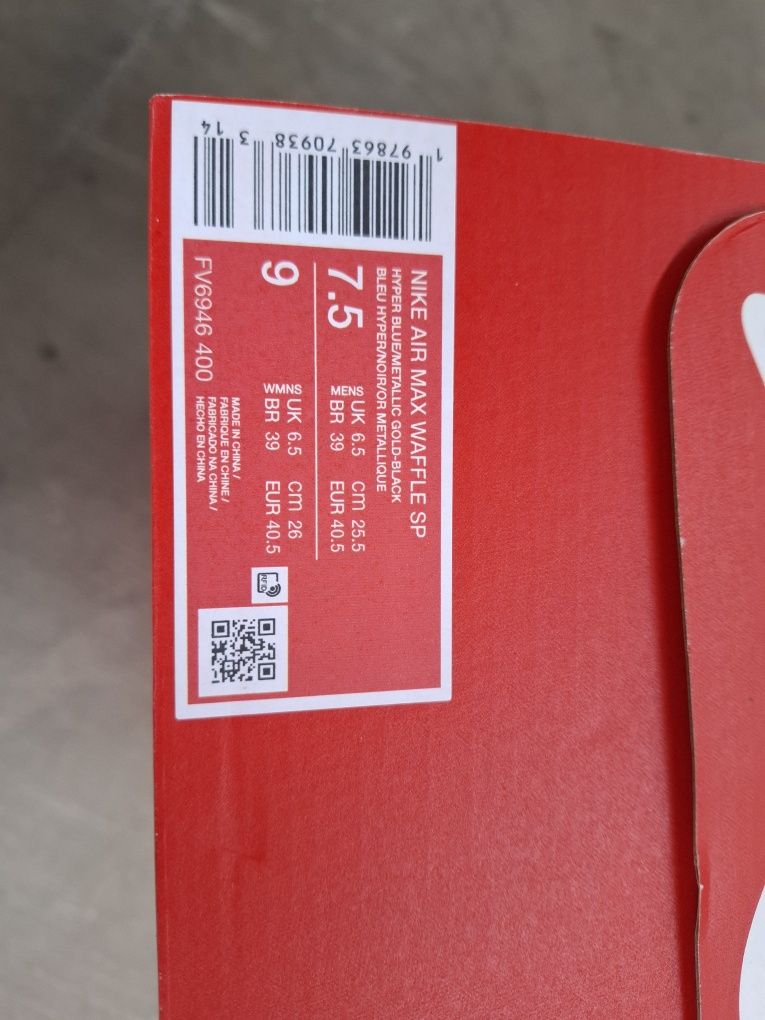 1 97863 70938 3 14
NIKE AIR MAX WAFFLE SP
HYPER BLUE/METALLIC GOLD-BLACK
BLEU HYPER/NOIR/OR METALLIQUE
7.5
MENS UK 6.5 cm 25.5
BR 39 EUR 40.5
9
WMNS UK 6.5 cm 26
BR 39 EUR 40.5
FV6946 400
MADE IN CHINA /
FABRIQUE EN CHINE /
FABRICADO NA CHINA /
HECHO EN CHINA
RFID